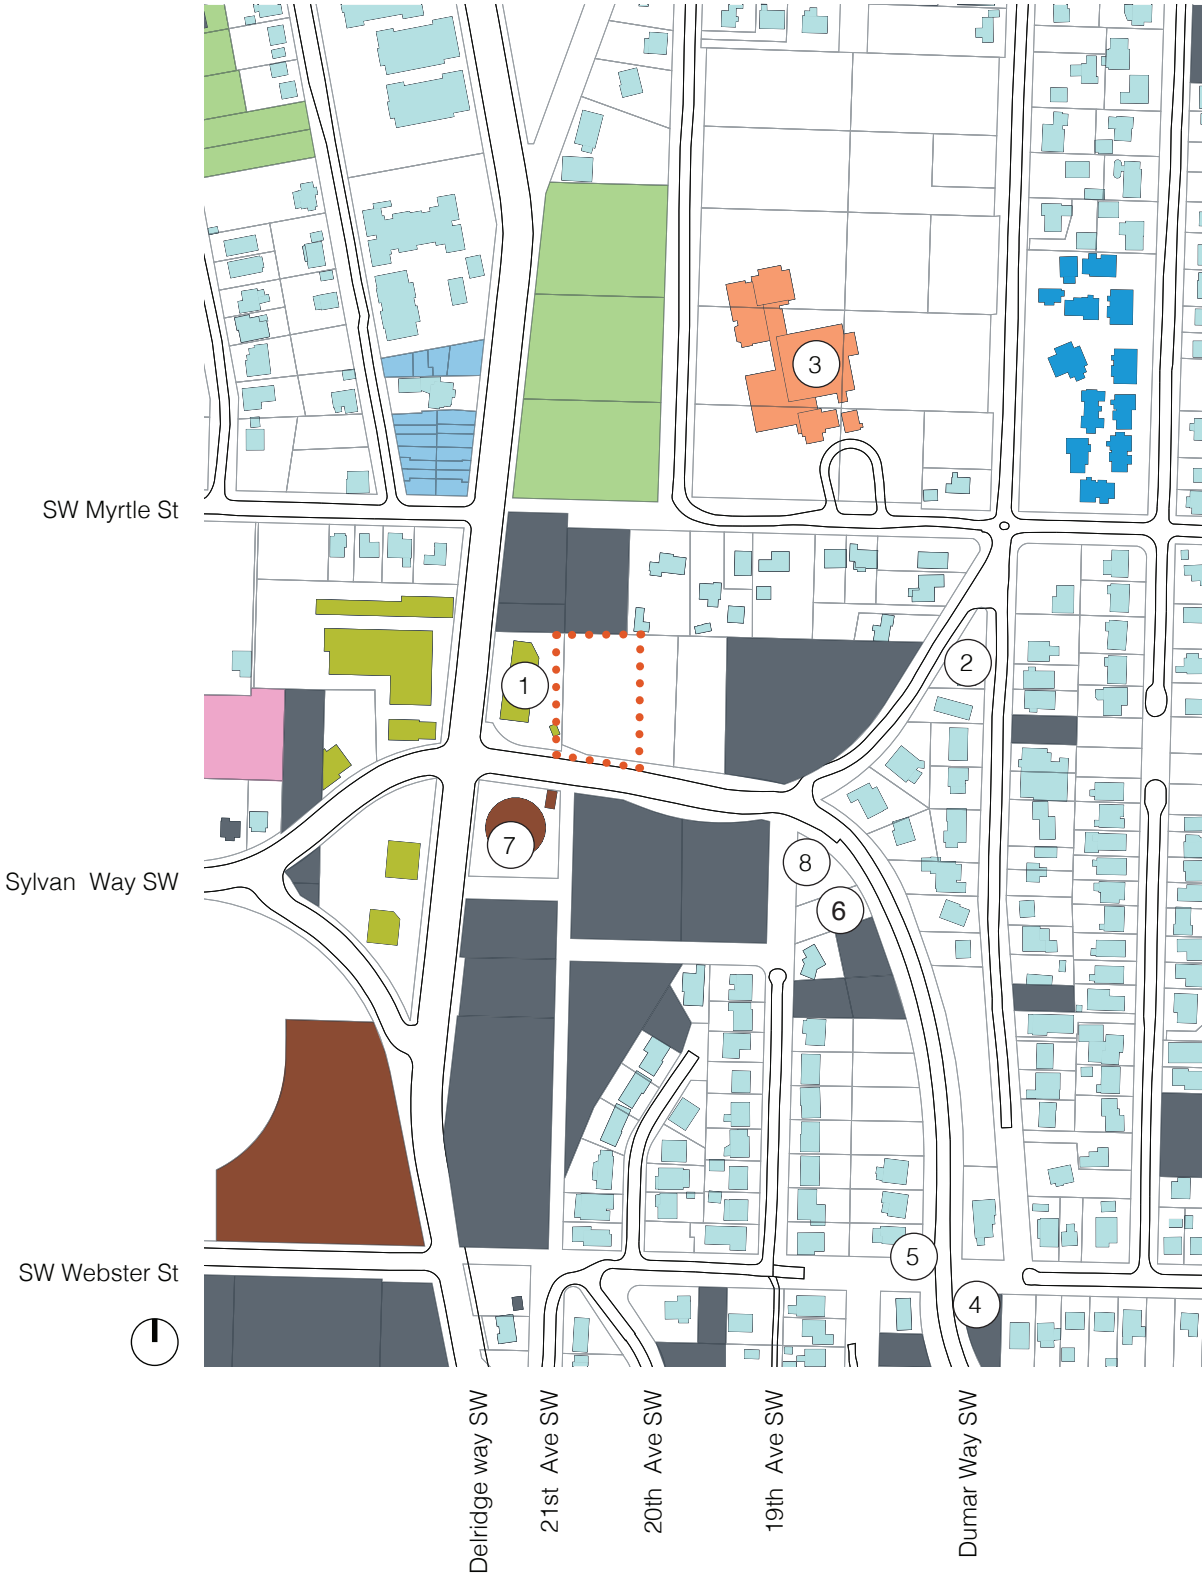 3
SW Myrtle St
2
1
7
8
Sylvan Way SW
6
5
SW Webster St
4
Delridge way SW
21st Ave SW
20th Ave SW
19th Ave SW
Dumar Way SW